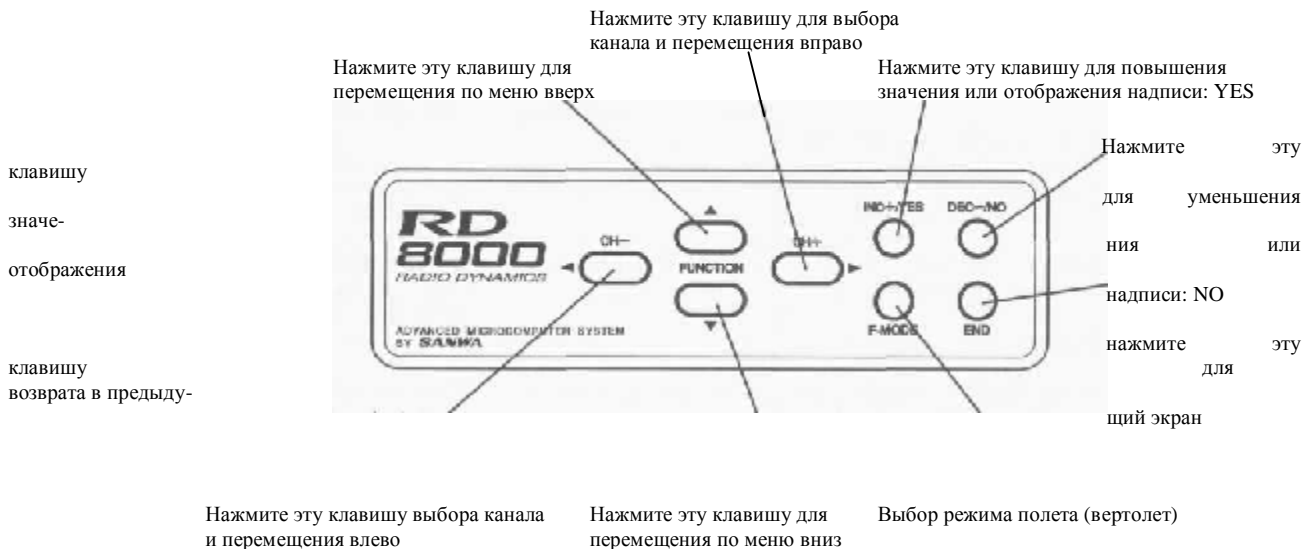 Нажмите эту клавишу для выбора
канала и перемещения вправо
Нажмите эту клавишу для
перемещения по меню вверх
Нажмите эту клавишу для повышения
значения или отображения надписи: YES
Нажмите эту
клавишу
для уменьшения
значе-
ния или
отображения
надписи: NO
нажмите эту
клавишу
для
возврата в предыду-
щий экран
RD
8000
RADIO DYNAMICS
ADVANCED MICROCOMPUTER SYSTEM
BY SANWA
▲
◄ CH−
FUNCTION
▼
CH+ ►
INC+/YES
DEC−/NO
F-MODE
END
Нажмите эту клавишу выбора канала
и перемещения влево
Нажмите эту клавишу для
перемещения по меню вниз
Выбор режима полета (вертолет)